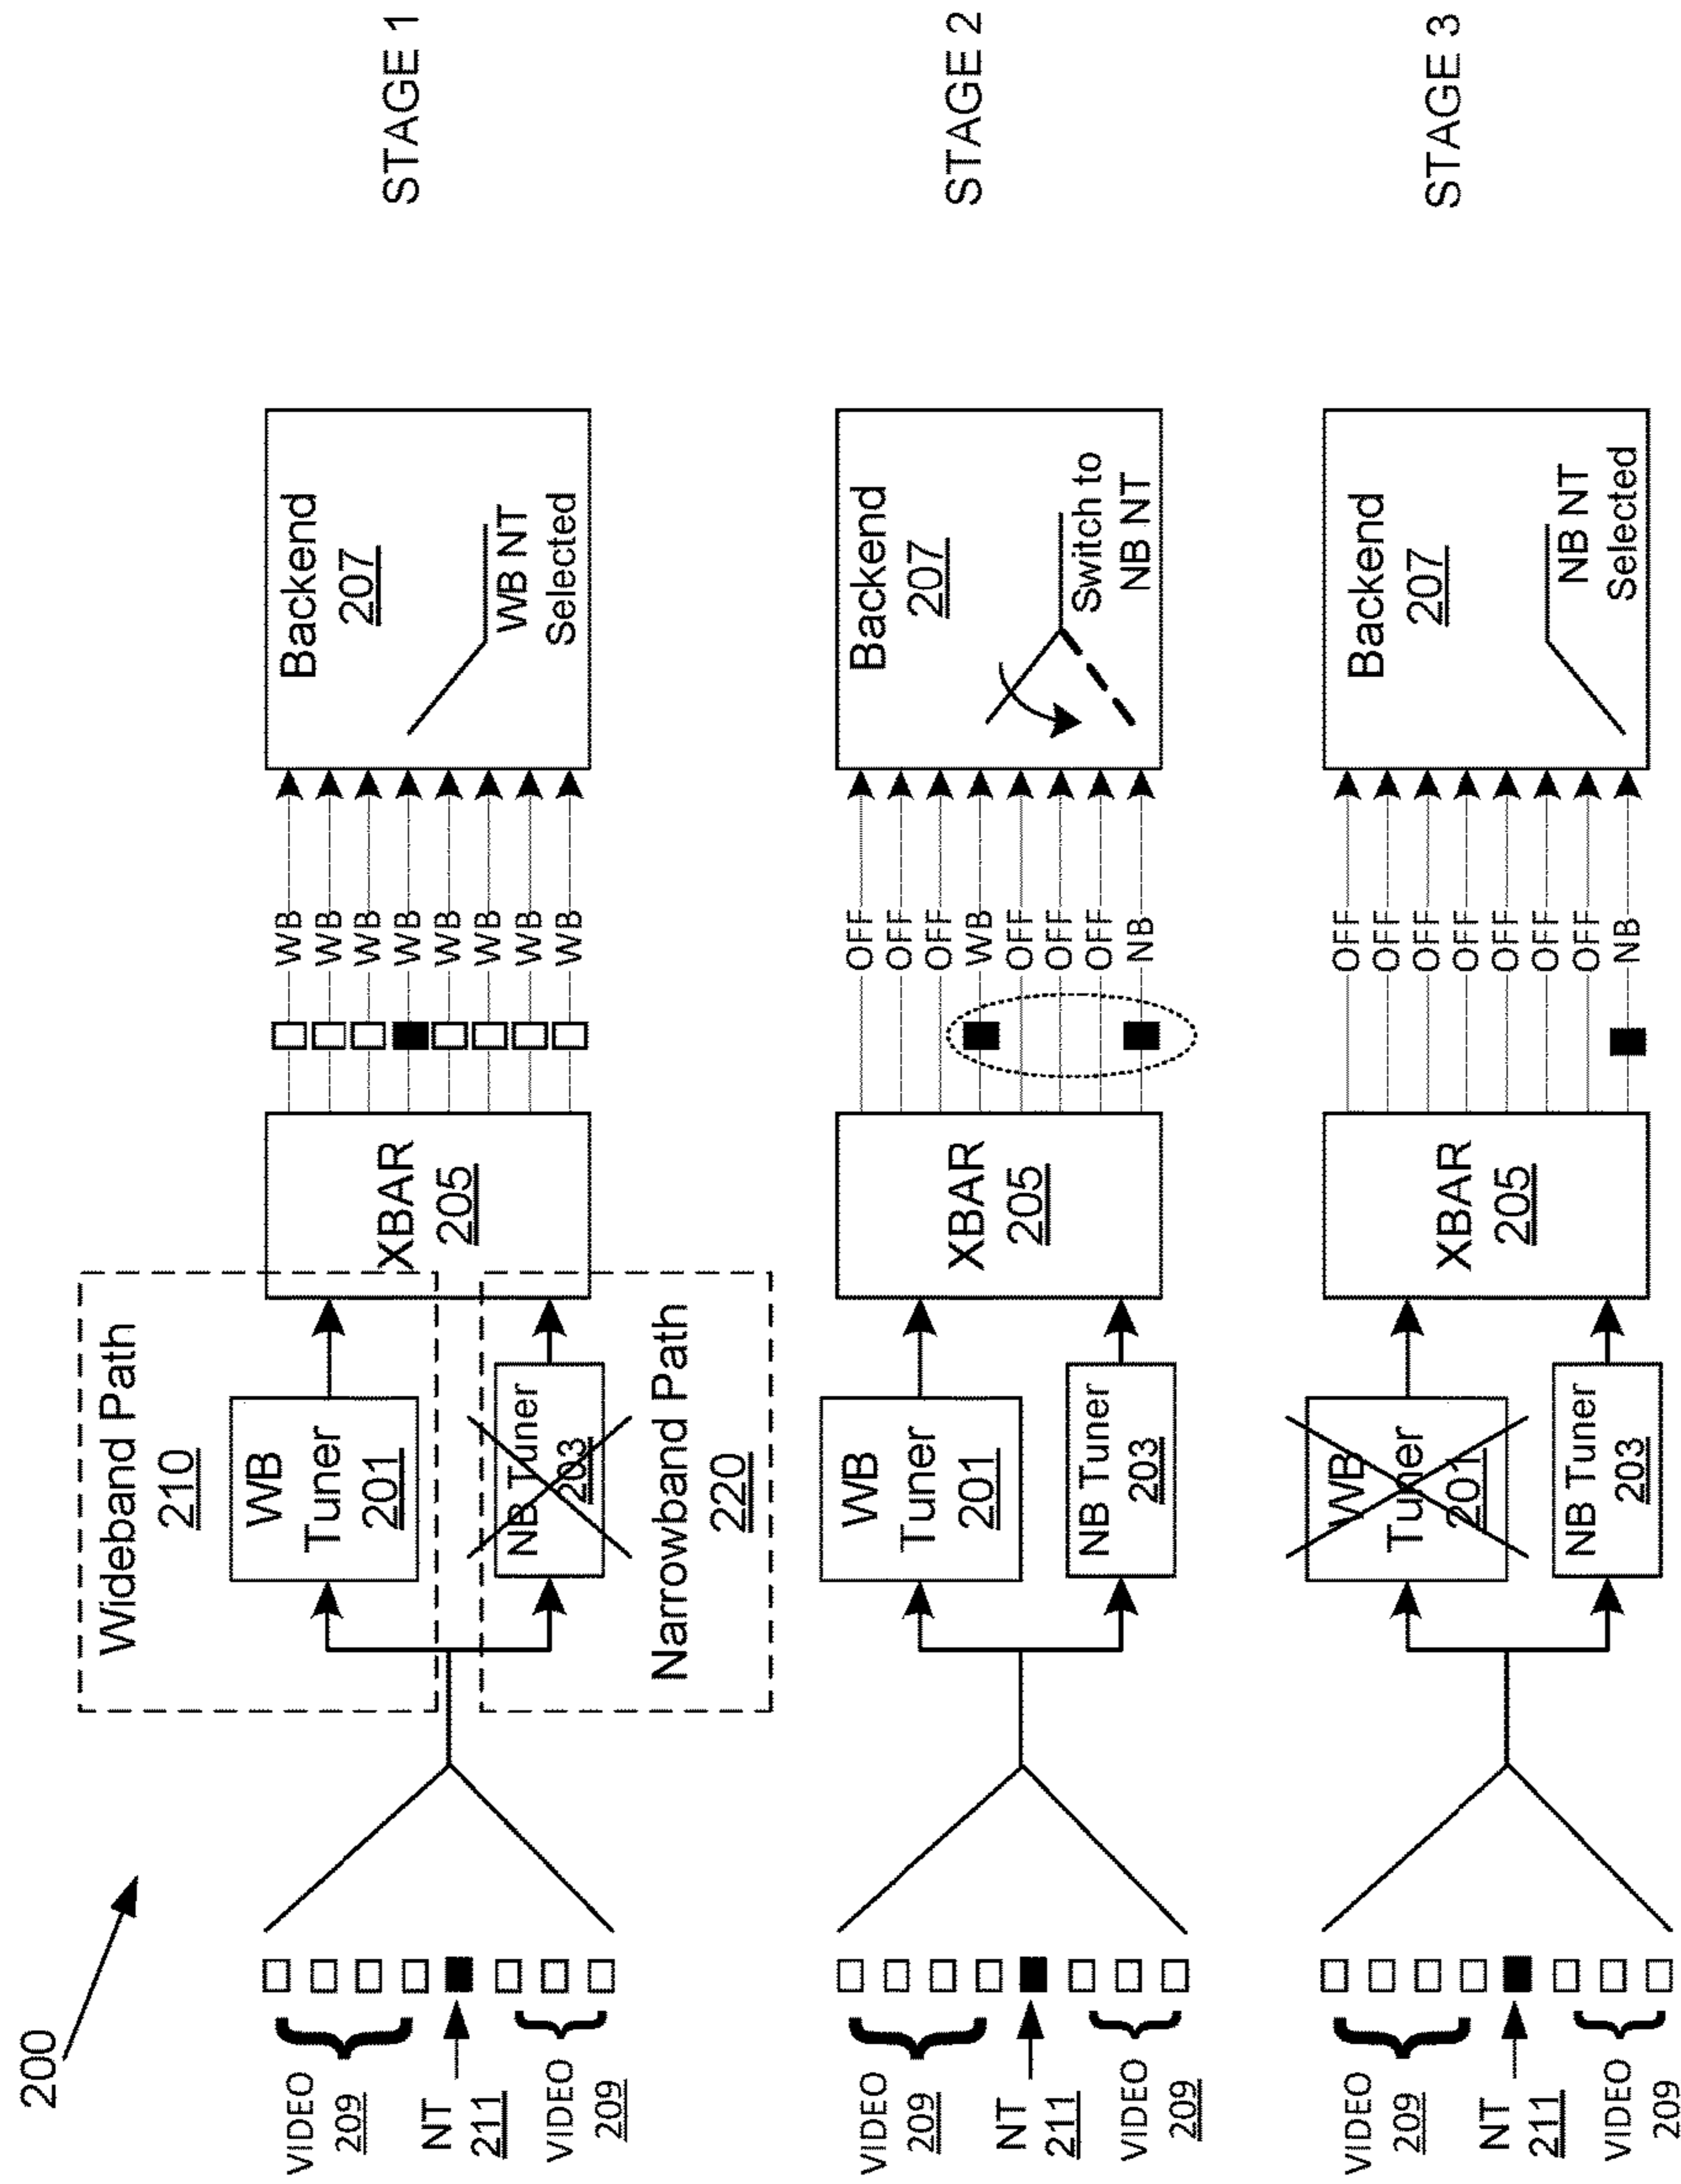 200
VIDEO
209
NT
211
VIDEO
209
Wideband Path
210
WB
Tuner
201
NB Tuner
203
Narrowband Path
220
XBAR
205
WB
WB
WB
WB
WB
WB
WB
WB
Backend
207
WB NT
Selected
STAGE 1
VIDEO
209
NT
211
VIDEO
209
WB
Tuner
201
NB Tuner
203
XBAR
205
OFF
OFF
OFF
WB
OFF
OFF
OFF
NB
Backend
207
Switch to
NB NT
STAGE 2
VIDEO
209
NT
211
VIDEO
209
WB
Tuner
201
NB Tuner
203
XBAR
205
OFF
OFF
OFF
OFF
OFF
OFF
OFF
NB
Backend
207
NB NT
Selected
STAGE 3